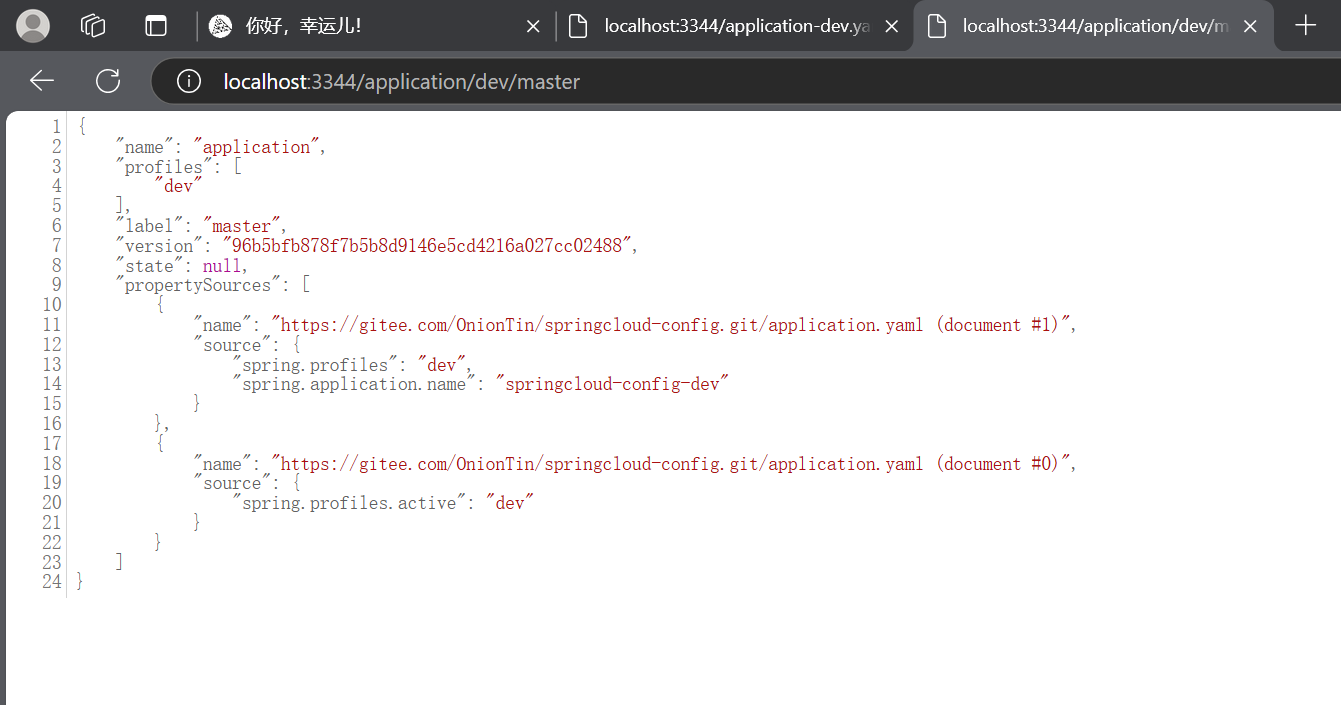 你好，幸运儿!
localhost:3344/application-dev.ya
localhost:3344/application/dev/m
localhost:3344/application/dev/master
1 {
2 "name": "application",
3 "profiles": [
4 "dev"
5 ],
6 "label": "master",
7 "version": "96b5bfb878f7b5b8d9146e5cd4216a027cc02488",
8 "state": null,
9 "propertySources": [
10 {
11 "name": "https://gitee.com/OnionTin/springcloud-config.git/application.yaml (document #1)",
12 "source": {
13 "spring.profiles": "dev",
14 "spring.application.name": "springcloud-config-dev"
15 }
16 },
17 {
18 "name": "https://gitee.com/OnionTin/springcloud-config.git/application.yaml (document #0)",
19 "source": {
20 "spring.profiles.active": "dev"
21 }
22 }
23 ]
24 }